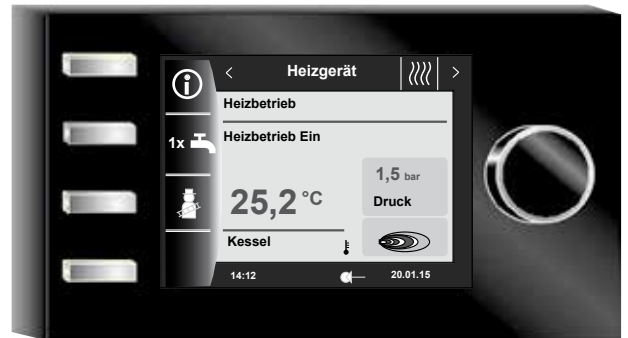 < Heizgerät >
Heizbetrieb
1x
Heizbetrieb Ein
1,5 bar
Druck
25,2 °C
Kessel
14:12
20.01.15